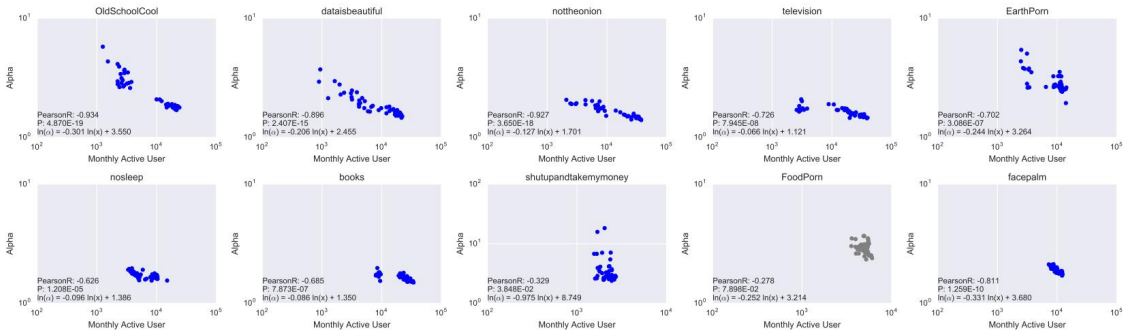 OldSchoolCool
dataisbeautiful
nottheonion
television
EarthPorn
10^1
Alpha
10^0
PearsonR: -0.934
P: 4.870E-19
ln(α) = -0.301 ln(x) + 3.550
10^2 10^3 10^4 10^5
Monthly Active User
10^1
Alpha
10^0
PearsonR: -0.896
P: 2.407E-15
ln(α) = -0.206 ln(x) + 2.455
10^2 10^3 10^4 10^5
Monthly Active User
10^1
Alpha
10^0
PearsonR: -0.927
P: 3.650E-18
ln(α) = -0.127 ln(x) + 1.701
10^2 10^3 10^4 10^5
Monthly Active User
10^1
Alpha
10^0
PearsonR: -0.726
P: 7.945E-08
ln(α) = -0.066 ln(x) + 1.121
10^2 10^3 10^4 10^5
Monthly Active User
10^1
Alpha
10^0
PearsonR: -0.702
P: 3.086E-07
ln(α) = -0.244 ln(x) + 3.264
10^2 10^3 10^4 10^5
Monthly Active User
nosleep
books
shutupandtakemymoney
FoodPorn
facepalm
10^1
Alpha
10^0
PearsonR: -0.626
P: 1.208E-05
ln(α) = -0.096 ln(x) + 1.386
10^2 10^3 10^4 10^5
Monthly Active User
10^1
Alpha
10^0
PearsonR: -0.685
P: 7.873E-07
ln(α) = -0.086 ln(x) + 1.350
10^2 10^3 10^4 10^5
Monthly Active User
10^2
10^1
Alpha
10^0
PearsonR: -0.329
P: 3.848E-02
ln(α) = -0.975 ln(x) + 8.749
10^2 10^3 10^4 10^5
Monthly Active User
10^1
Alpha
10^0
PearsonR: -0.278
P: 7.898E-02
ln(α) = -0.252 ln(x) + 3.214
10^2 10^3 10^4 10^5
Monthly Active User
10^1
Alpha
10^0
PearsonR: -0.811
P: 1.259E-10
ln(α) = -0.331 ln(x) + 3.680
10^2 10^3 10^4 10^5
Monthly Active User